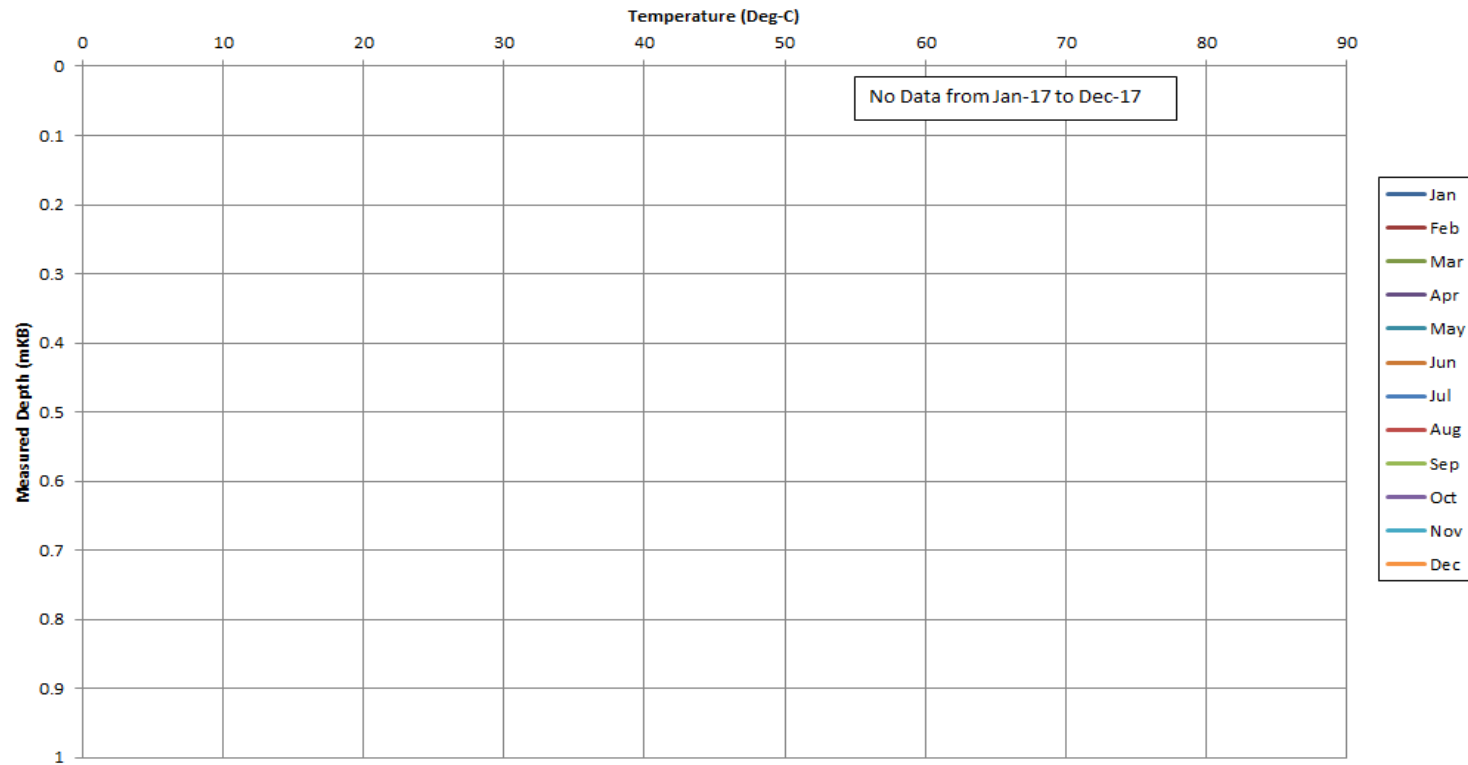 Temperature (Deg-C)
0 10 20 30 40 50 60 70 80 90
No Data from Jan-17 to Dec-17
Measured Depth (mKB)
0
0.1
0.2
0.3
0.4
0.5
0.6
0.7
0.8
0.9
1
Jan
Feb
Mar
Apr
May
Jun
Jul
Aug
Sep
Oct
Nov
Dec